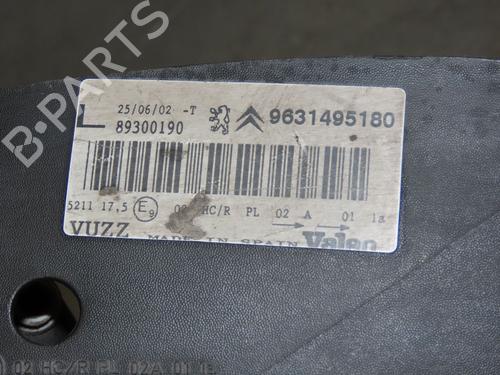 B-PARTS
L 25/06/02 -T 9631495180
89300190
5211 17,5 E9 02 HC/R PL 02 A 01 1a
VUZZ MADE IN SPAIN Valeo
02 HC/R PL 02A 01